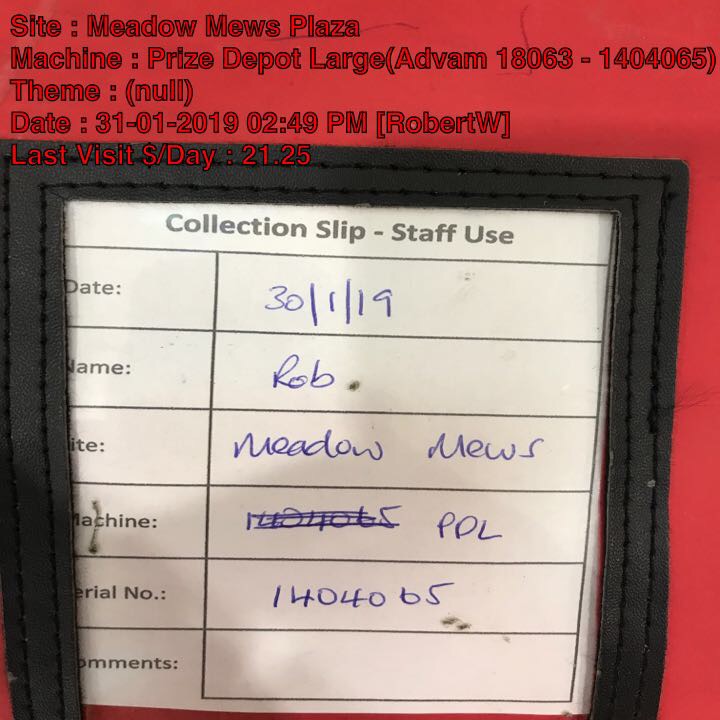 Site : Meadow Mews Plaza
Machine : Prize Depot Large(Advam 18063 - 1404065)
Theme : (null)
Date : 31-01-2019 02:49 PM [RobertW]
Last Visit $/Day : 21.25
Collection Slip - Staff Use
Date: 30/1/19
Name: Rob
ite: Meadow Mews
Machine: 1404065 PDL
erial No.: 1404065
omments: